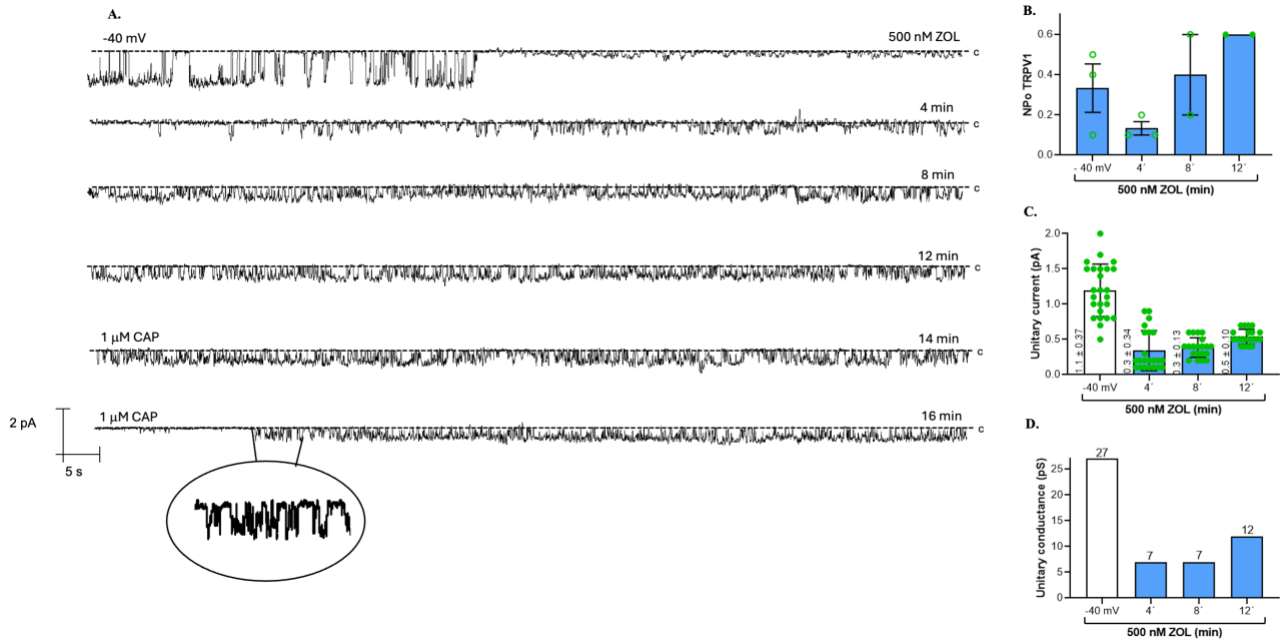 A.
-40 mV
500 nM ZOL
c
4 min
c
8 min
c
12 min
c
1 µM CAP
14 min
c
1 µM CAP
16 min
c
2 pA
5 s
B.
NPo TRPV1
0.6
0.4
0.2
0.0
- 40 mV
4´
8´
12´
500 nM ZOL (min)
C.
Unitary current (pA)
2.0
1.5
1.0
0.5
0.0
1.1 ± 0.37
0.3 ± 0.34
0.3 ± 0.13
0.5 ± 0.10
-40 mV
4´
8´
12´
500 nM ZOL (min)
D.
Unitary conductance (pS)
25
20
15
10
5
0
27
7
7
12
-40 mV
4´
8´
12´
500 nM ZOL (min)